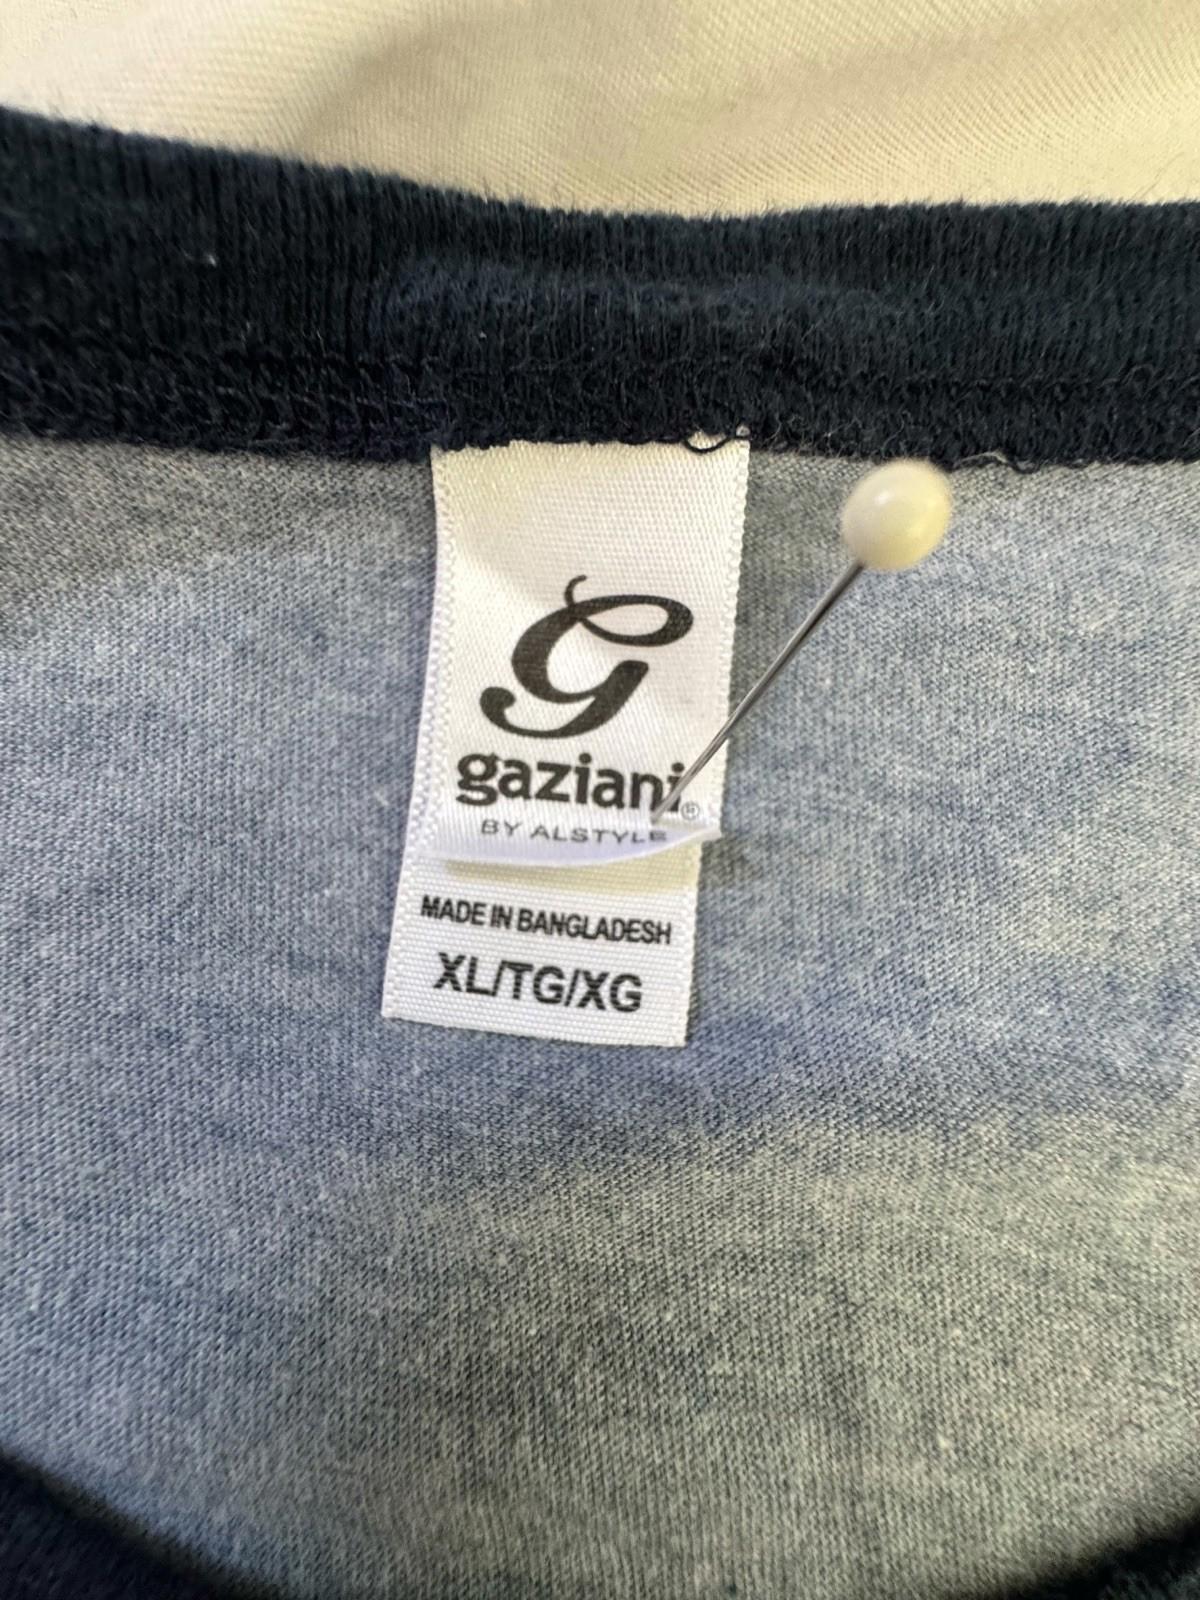 G
gaziani®
BY ALSTYLE
MADE IN BANGLADESH
XL/TG/XG